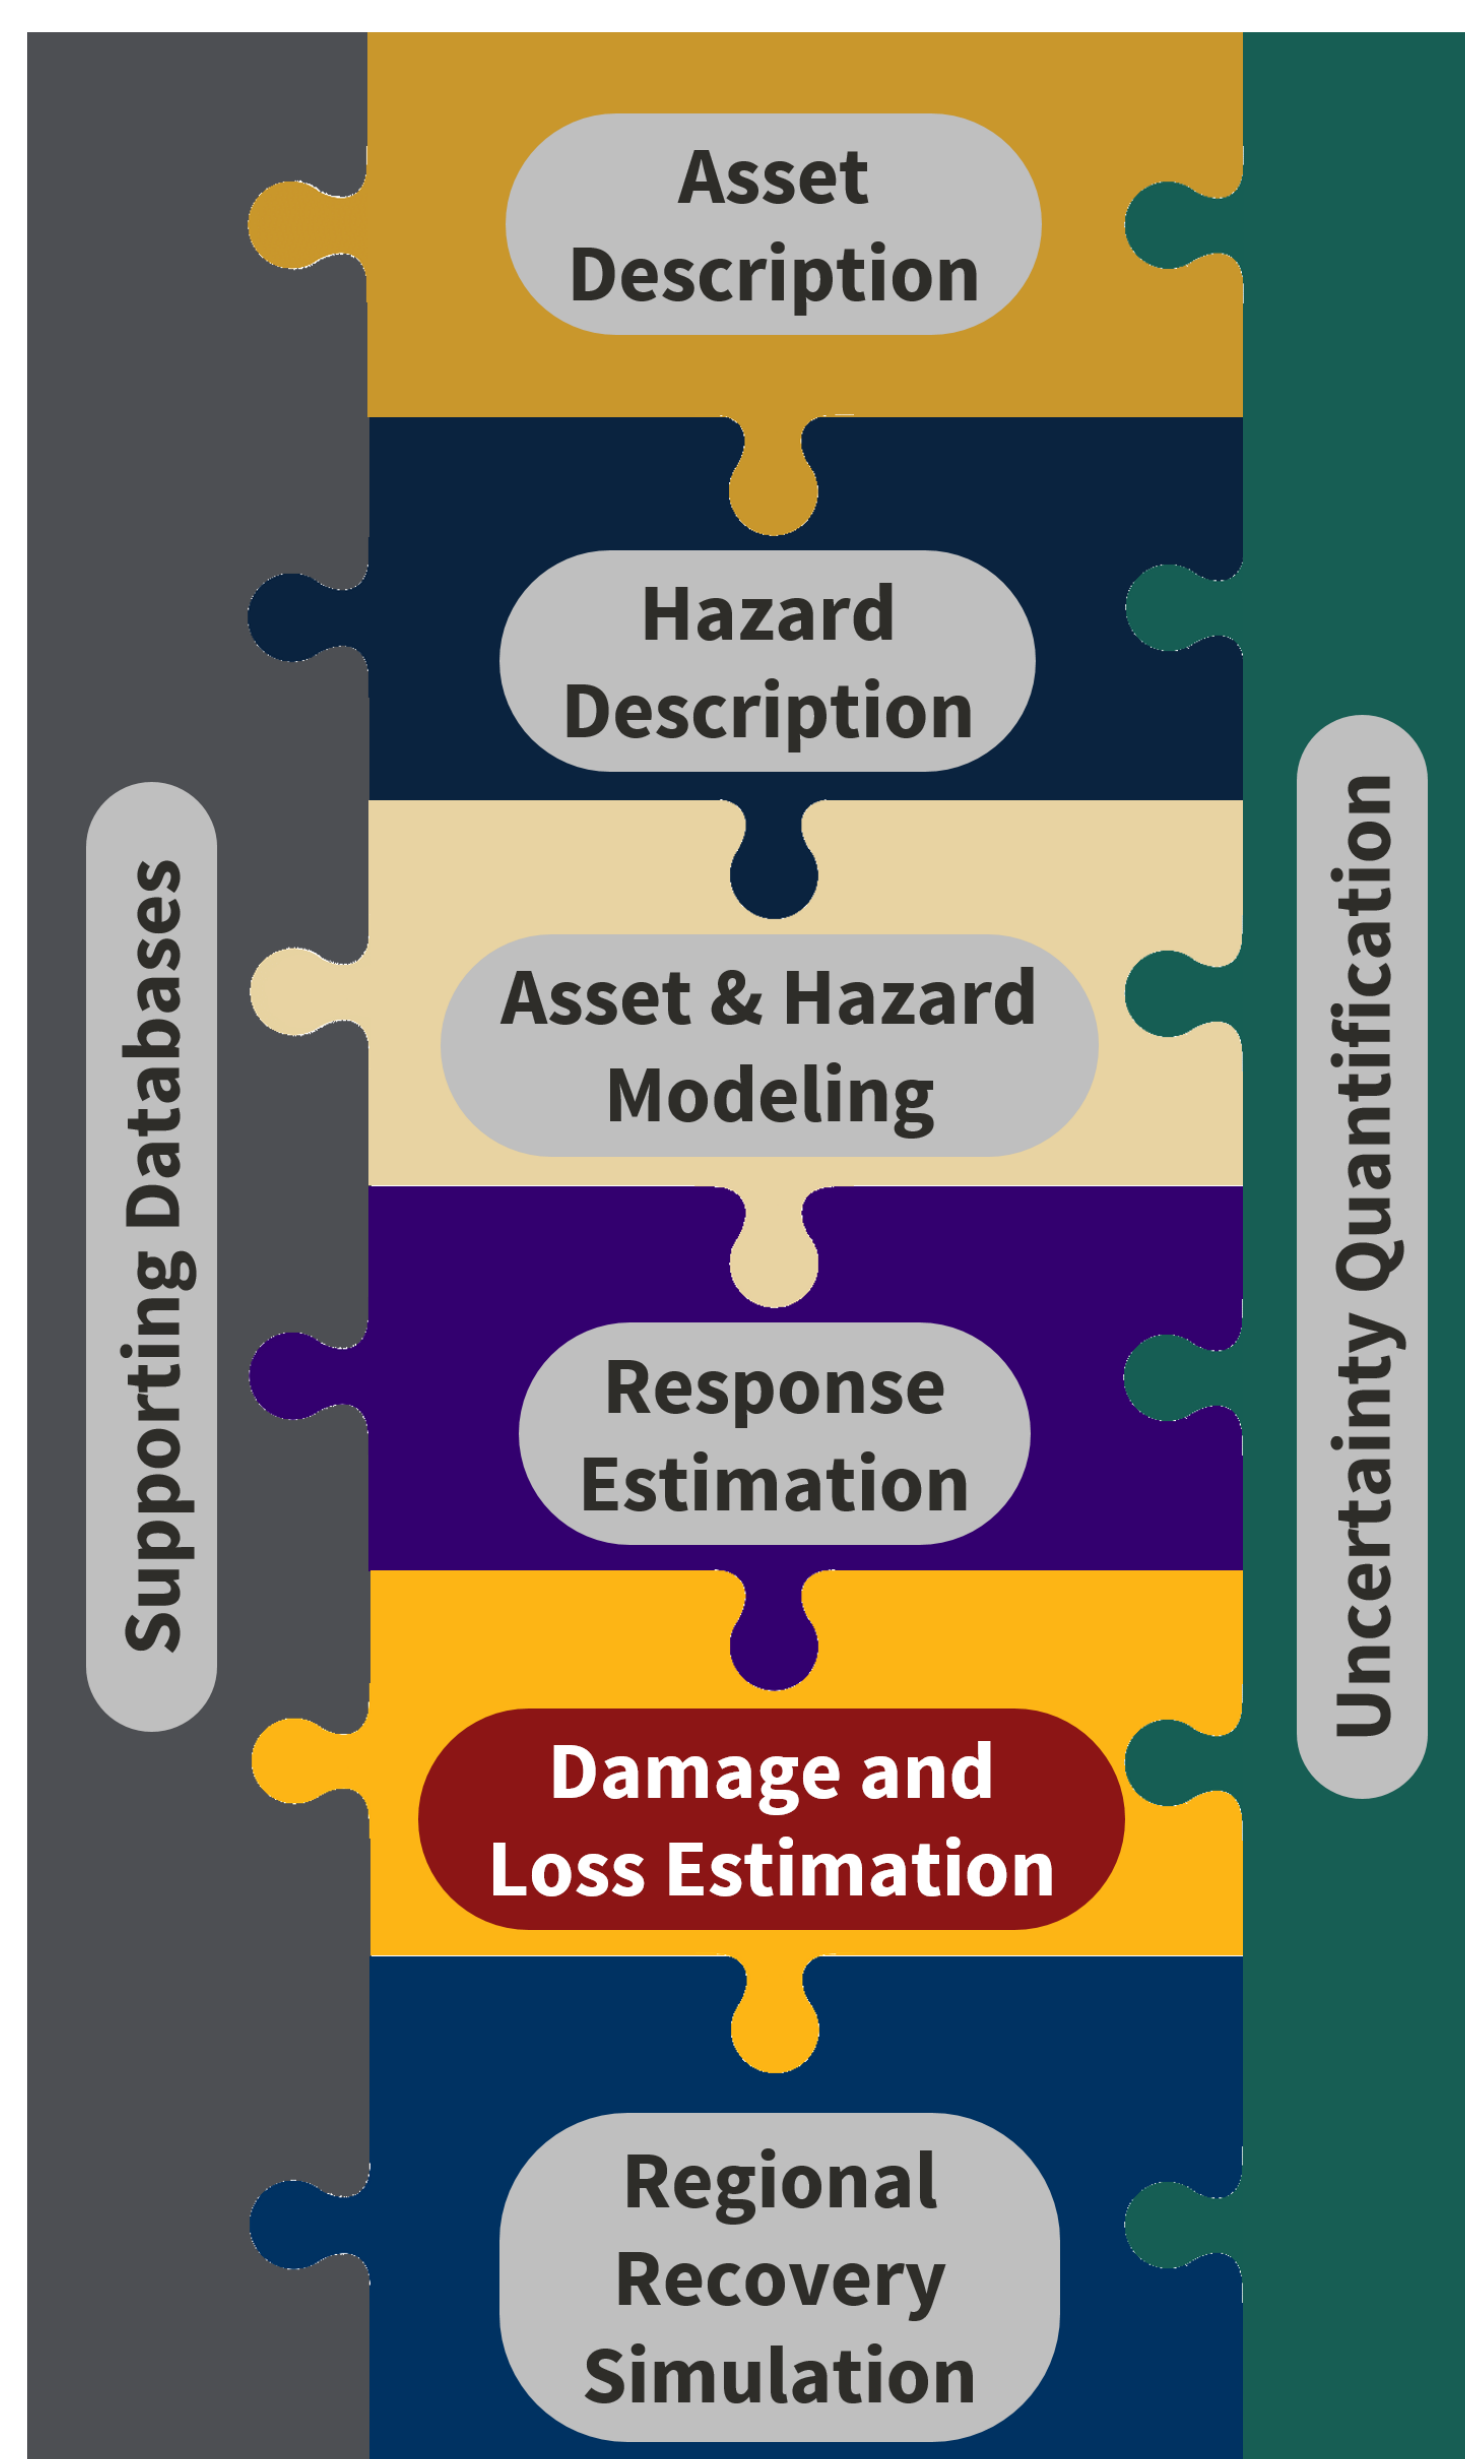 Asset
Description
Hazard
Description
Asset & Hazard
Modeling
Response
Estimation
Damage and
Loss Estimation
Regional
Recovery
Simulation
Supporting Databases
Uncertainty Quantification